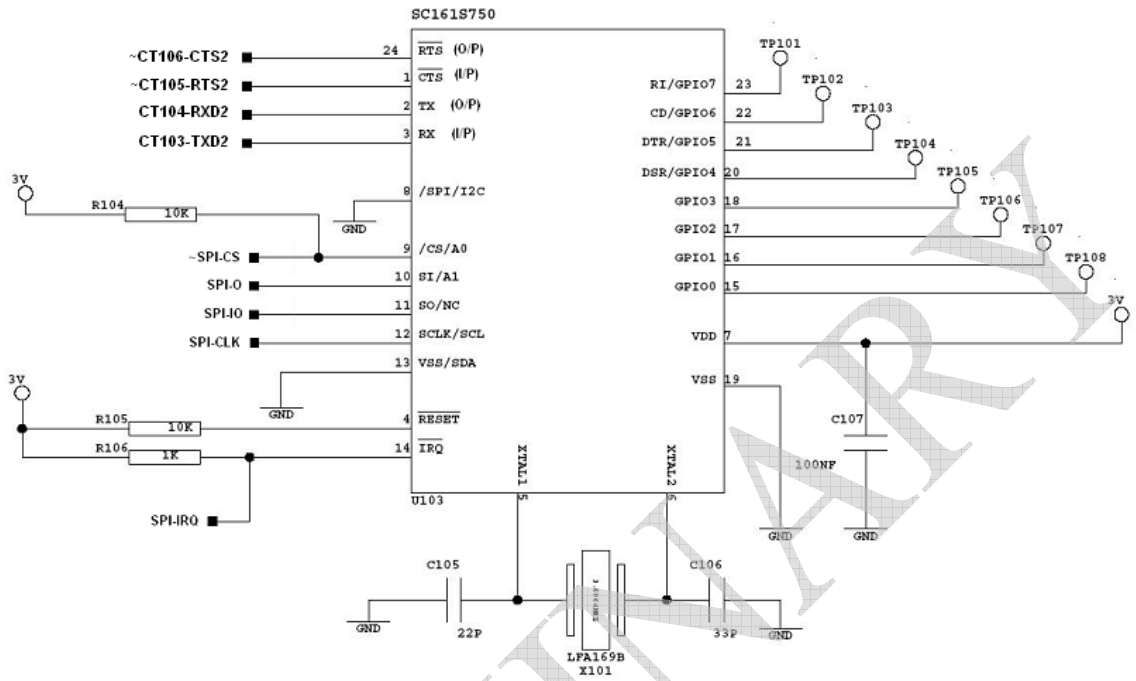 SC161S750
~CT106-CTS2
24
RTS (O/P)
~CT105-RTS2
1
CTS (I/P)
CT104-RXD2
2
TX (O/P)
CT103-TXD2
3
RX (I/P)
3V
R104
10K
8
/SPI/I2C
GND
~SPI-CS
9
/CS/A0
SPI-O
10
SI/A1
SPI-IO
11
SO/NC
SPI-CLK
12
SCLK/SCL
13
VSS/SDA
GND
3V
R105
10K
4
RESET
R106
1K
14
IRQ
SPI-IRQ
U103
XTAL1
5
XTAL2
6
TP101
RI/GPIO7
23
TP102
CD/GPIO6
22
TP103
DTR/GPIO5
21
TP104
DSR/GPIO4
20
TP105
GPIO3
18
TP106
GPIO2
17
TP107
GPIO1
16
TP108
GPIO0
15
3V
VDD
7
VSS
19
C107
100NF
GND
GND
C105
22P
GND
C106
33P
GND
LFA169B
X101